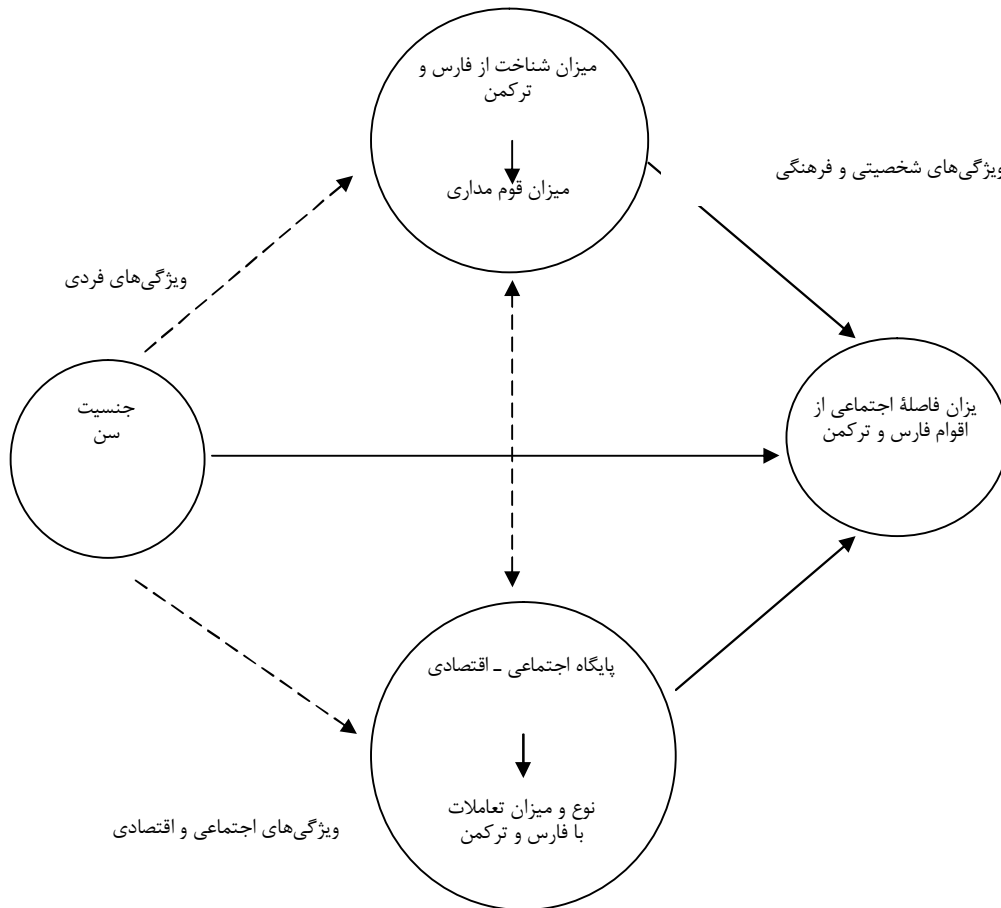 میزان شناخت از فارس و
ترکمن
میزان قوم مداری
ویژگی‌های شخصیتی و فرهنگی
ویژگی‌های فردی
جنسیت
سن
یزان فاصلۀ اجتماعی از
اقوام فارس و ترکمن
پایگاه اجتماعی ـ اقتصادی
نوع و میزان تعاملات
با فارس و ترکمن
ویژگی‌های اجتماعی و اقتصادی